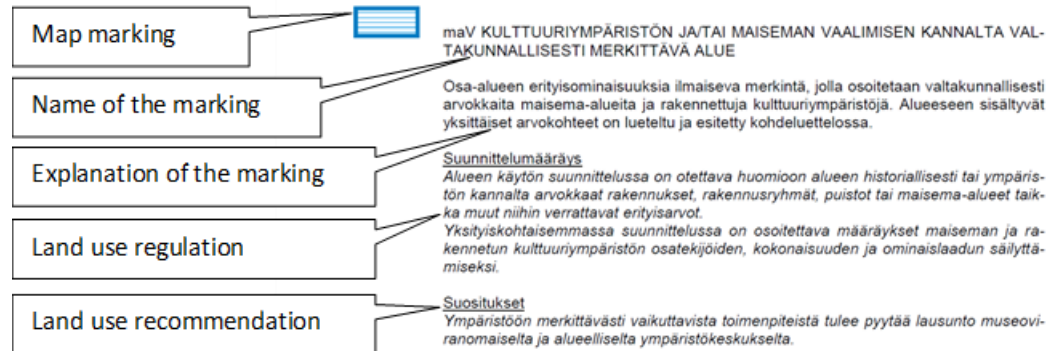 Map marking
maV KULTTUURIYMPÄRISTÖN JA/TAI MAISEMAN VAALIMISEN KANNALTA VAL-
TAKUNNALLISESTI MERKITTÄVÄ ALUE
Name of the marking
Osa-alueen erityisominaisuuksia ilmaiseva merkintä, jolla osoitetaan valtakunnallisesti
arvokkaita maisema-alueita ja rakennettuja kulttuuriympäristöjä. Alueeseen sisältyvät
yksittäiset arvokohteet on lueteltu ja esitetty kohdeluettelossa.
Explanation of the marking
Suunnittelumääräys
Alueen käytön suunnittelussa on otettava huomioon alueen historiallisesti tai ympäris-
tön kannalta arvokkaat rakennukset, rakennusryhmät, puistot tai maisema-alueet taik-
ka muut niihin verrattavat erityisarvot.
Land use regulation
Yksityiskohtaisemmassa suunnittelussa on osoitettava määräykset maiseman ja ra-
kennetun kulttuuriympäristön osatekijöiden, kokonaisuuden ja ominaislaadun säilyttä-
miseksi.
Land use recommendation
Suositukset
Ympäristöön merkittävästi vaikuttavista toimenpiteistä tulee pyytää lausunto museovi-
ranomaiselta ja alueelliselta ympäristökeskukselta.